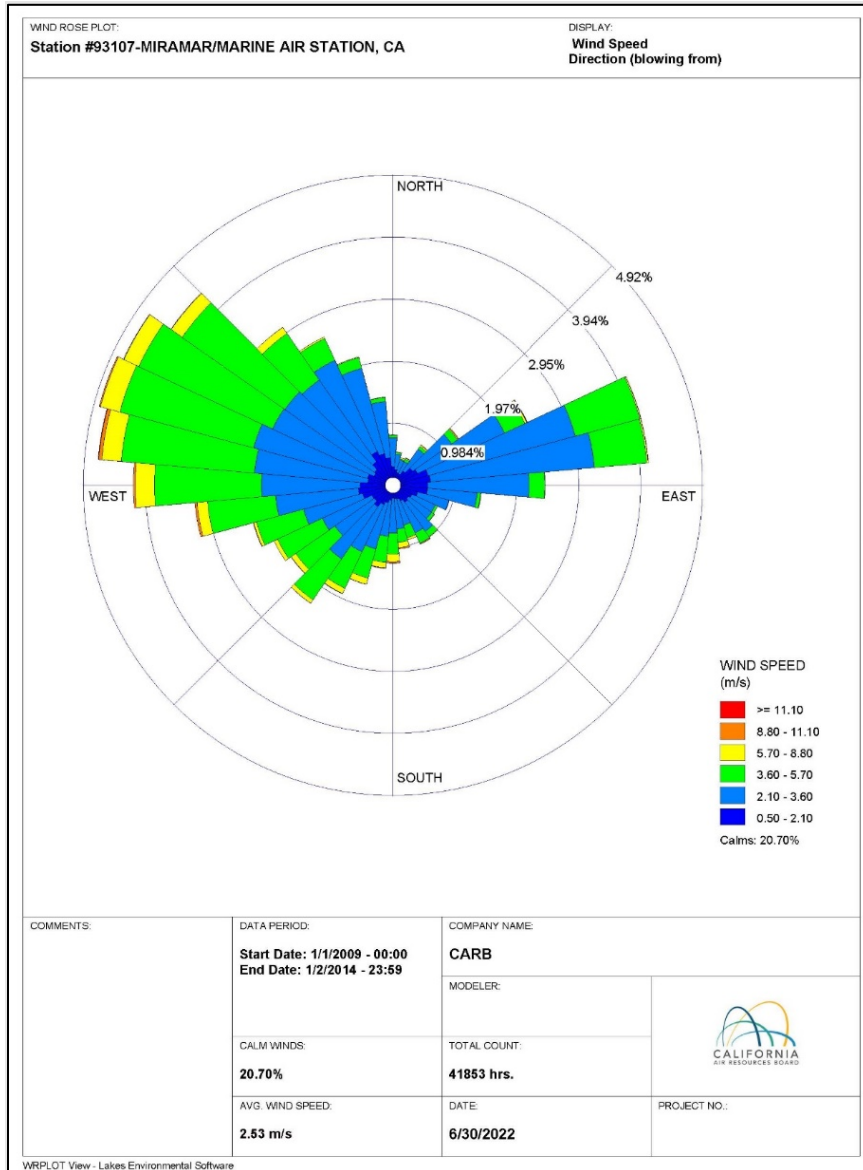 WIND ROSE PLOT:
Station #93107-MIRAMAR/MARINE AIR STATION, CA
DISPLAY:
Wind Speed
Direction (blowing from)
NORTH
4.92%
3.94%
2.95%
1.97%
0.984%
WEST
EAST
SOUTH
WIND SPEED
(m/s)
>= 11.10
8.80 - 11.10
5.70 - 8.80
3.60 - 5.70
2.10 - 3.60
0.50 - 2.10
Calms: 20.70%
COMMENTS:
DATA PERIOD:
Start Date: 1/1/2009 - 00:00
End Date: 1/2/2014 - 23:59
COMPANY NAME:
CARB
MODELER:
CALM WINDS:
20.70%
TOTAL COUNT:
41853 hrs.
CALIFORNIA
AIR RESOURCES BOARD
AVG. WIND SPEED:
2.53 m/s
DATE:
6/30/2022
PROJECT NO.:
WRPLOT View - Lakes Environmental Software